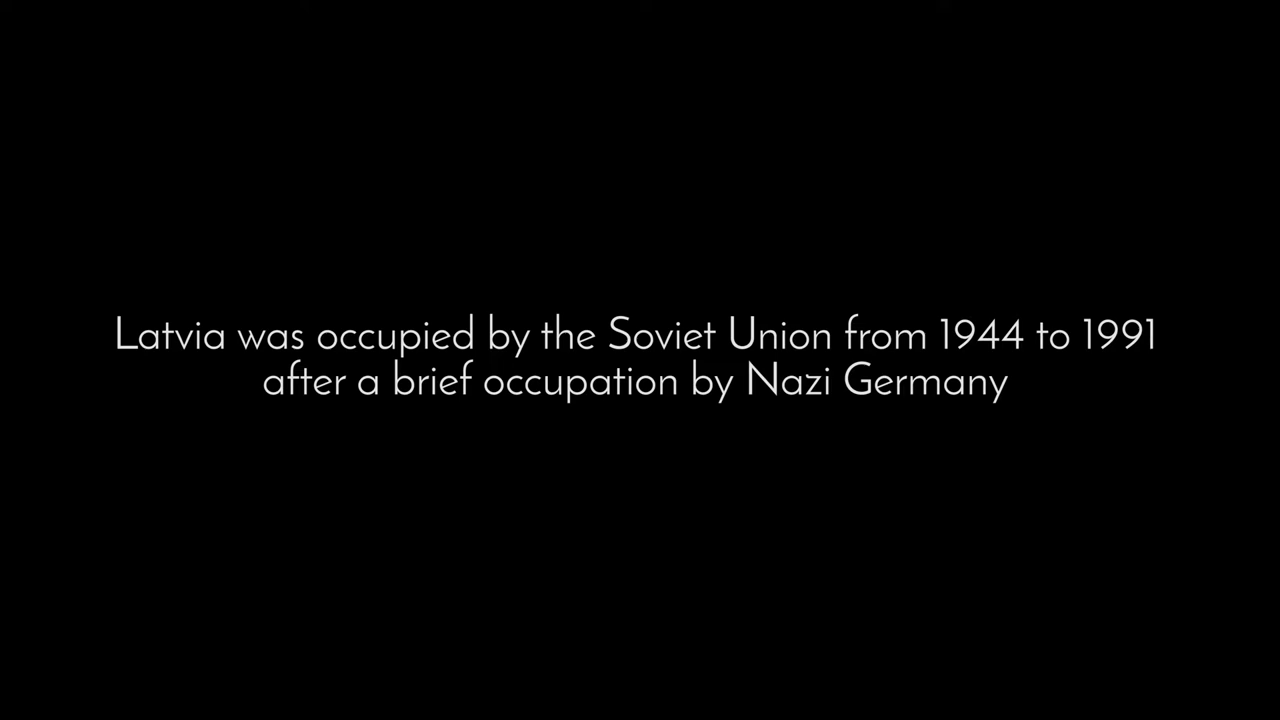 Latvia was occupied by the Soviet Union from 1944 to 1991
after a brief occupation by Nazi Germany